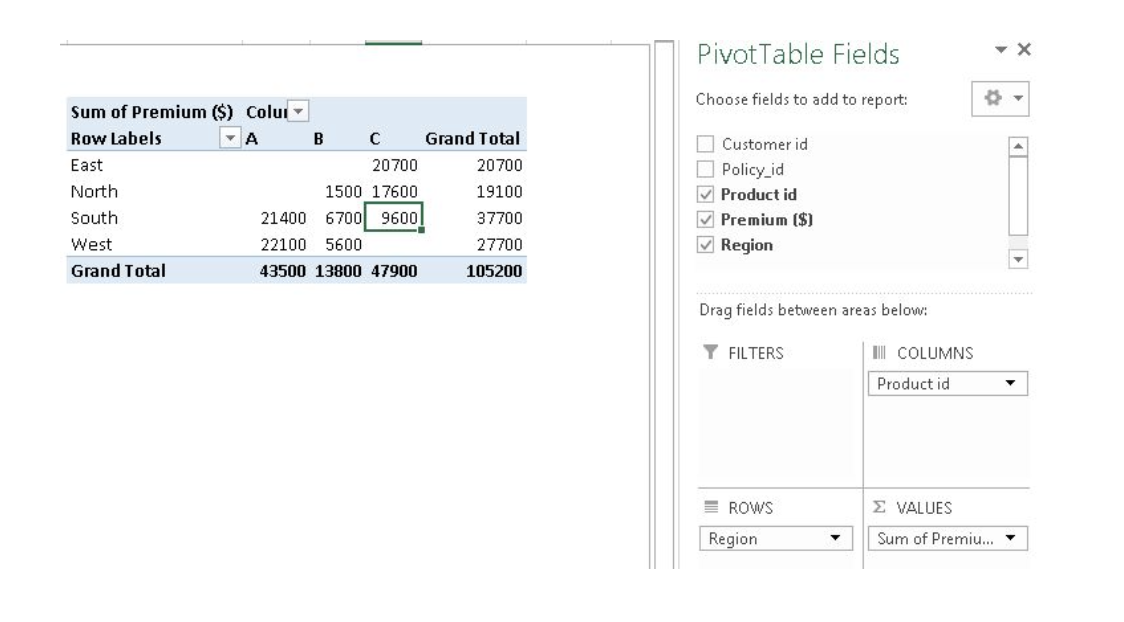 PivotTable Fields
Choose fields to add to report:
Sum of Premium ($) Colu
Row Labels A B C Grand Total
East 20700 20700
North 1500 17600 19100
South 21400 6700 9600 37700
West 22100 5600 27700
Grand Total 43500 13800 47900 105200
Customer id
Policy_id
Product id
Premium ($)
Region
Drag fields between areas below:
FILTERS
COLUMNS
Product id
ROWS
Region
Σ VALUES
Sum of Premiu...